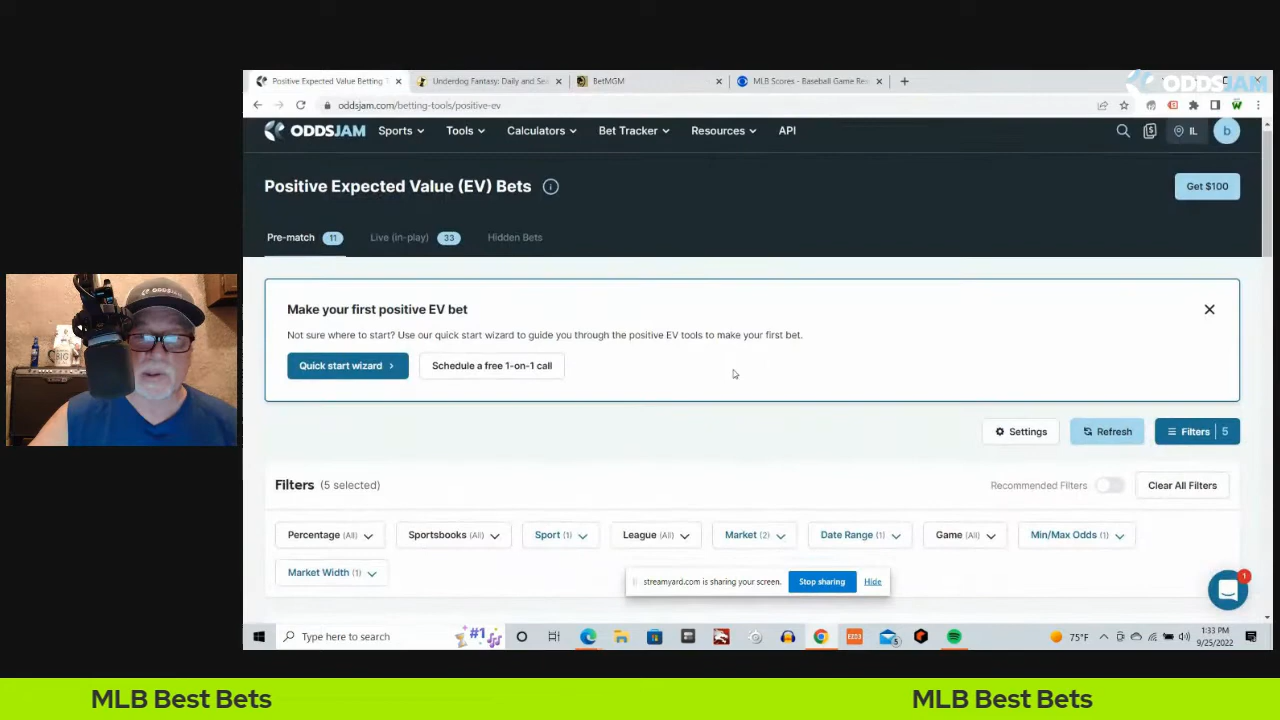 Positive Expected Value Betting
Underdog Fantasy: Daily and Se
BetMGM
MLB Scores - Baseball Game Re
ODDSJAM
oddsjam.com/betting-tools/positive-ev
ODDSJAM
Sports
Tools
Calculators
Bet Tracker
Resources
API
IL
b
Positive Expected Value (EV) Bets
Get $100
Pre-match 11
Live (in-play) 33
Hidden Bets
Make your first positive EV bet
Not sure where to start? Use our quick start wizard to guide you through the positive EV tools to make your first bet.
Quick start wizard
Schedule a free 1-on-1 call
Settings
Refresh
Filters 5
Filters (5 selected)
Recommended Filters
Clear All Filters
Percentage (All)
Sportsbooks (All)
Sport (1)
League (All)
Market (2)
Date Range (1)
Game (All)
Min/Max Odds (1)
Market Width (1)
streamyard.com is sharing your screen.
Stop sharing
Hide
1
Type here to search
#1
75°F
1:33 PM
9/25/2022
MLB Best Bets
MLB Best Bets